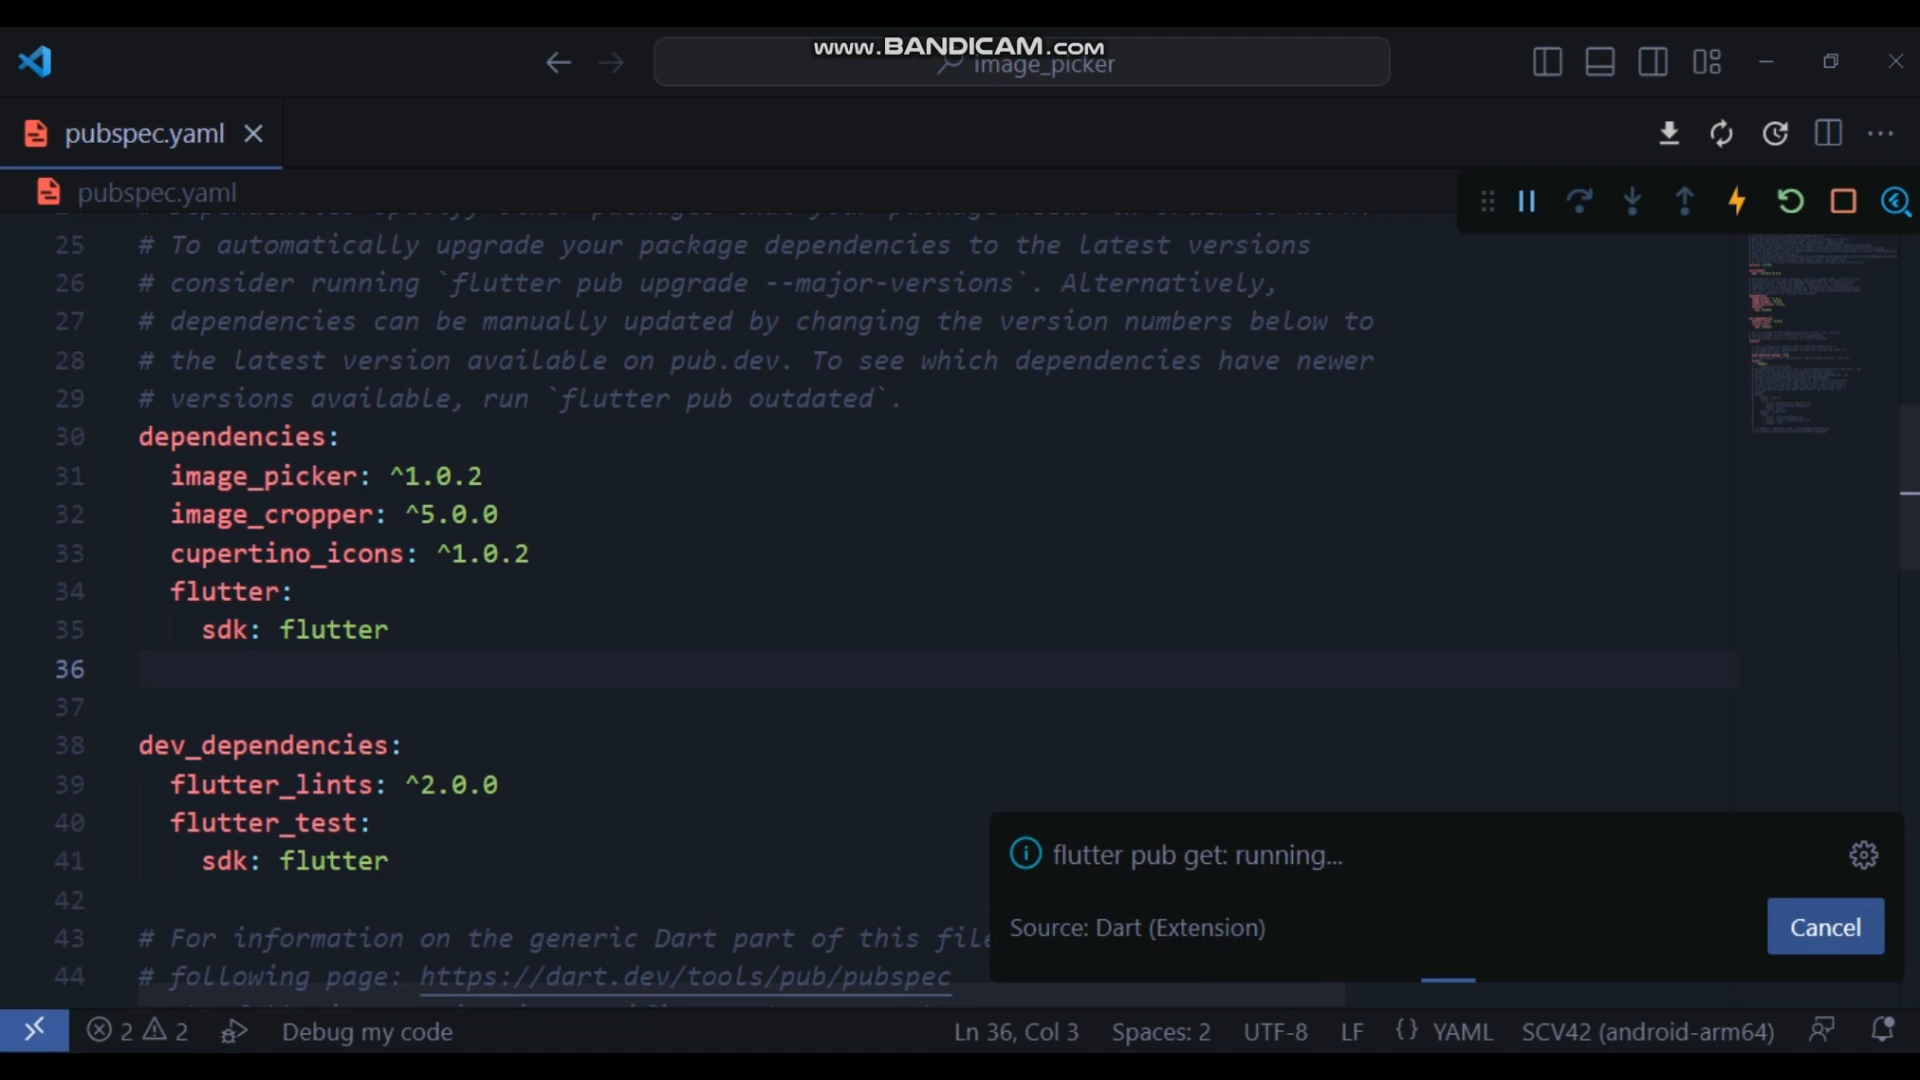 www.BANDICAM.com
image_picker
pubspec.yaml
pubspec.yaml
25 # To automatically upgrade your package dependencies to the latest versions
26 # consider running `flutter pub upgrade --major-versions`. Alternatively,
27 # dependencies can be manually updated by changing the version numbers below to
28 # the latest version available on pub.dev. To see which dependencies have newer
29 # versions available, run `flutter pub outdated`.
30 dependencies:
31 image_picker: ^1.0.2
32 image_cropper: ^5.0.0
33 cupertino_icons: ^1.0.2
34 flutter:
35 sdk: flutter
36
37
38 dev_dependencies:
39 flutter_lints: ^2.0.0
40 flutter_test:
41 sdk: flutter
42
43 # For information on the generic Dart part of this file
44 # following page: https://dart.dev/tools/pub/pubspec
flutter pub get: running...
Source: Dart (Extension)
Cancel
2 2 Debug my code Ln 36, Col 3 Spaces: 2 UTF-8 LF {} YAML SCV42 (android-arm64)